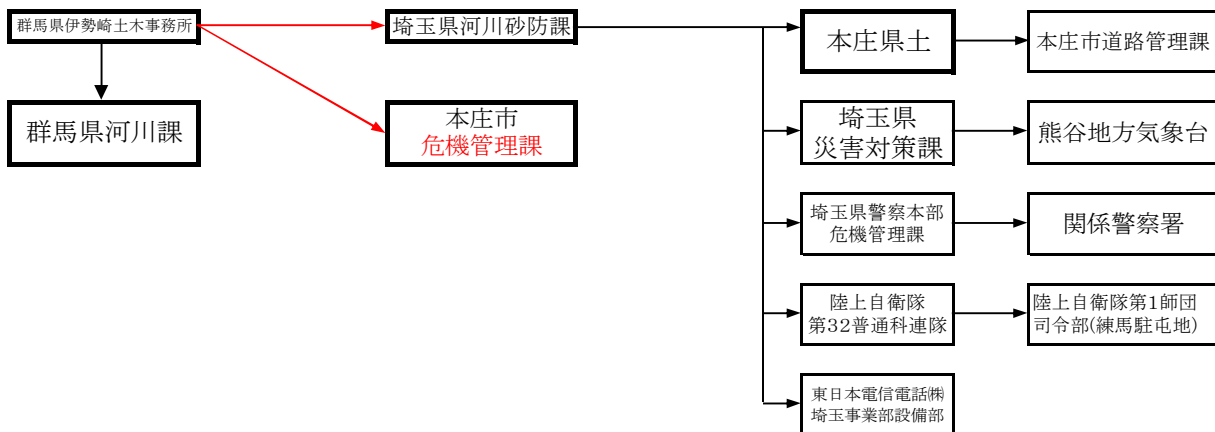 群馬県伊勢崎土木事務所
埼玉県河川砂防課
本庄県土
本庄市道路管理課
群馬県河川課
本庄市
危機管理課
埼玉県
災害対策課
熊谷地方気象台
埼玉県警察本部
危機管理課
関係警察署
陸上自衛隊
第32普通科連隊
陸上自衛隊第1師団
司令部(練馬駐屯地)
東日本電信電話㈱
埼玉事業部設備部